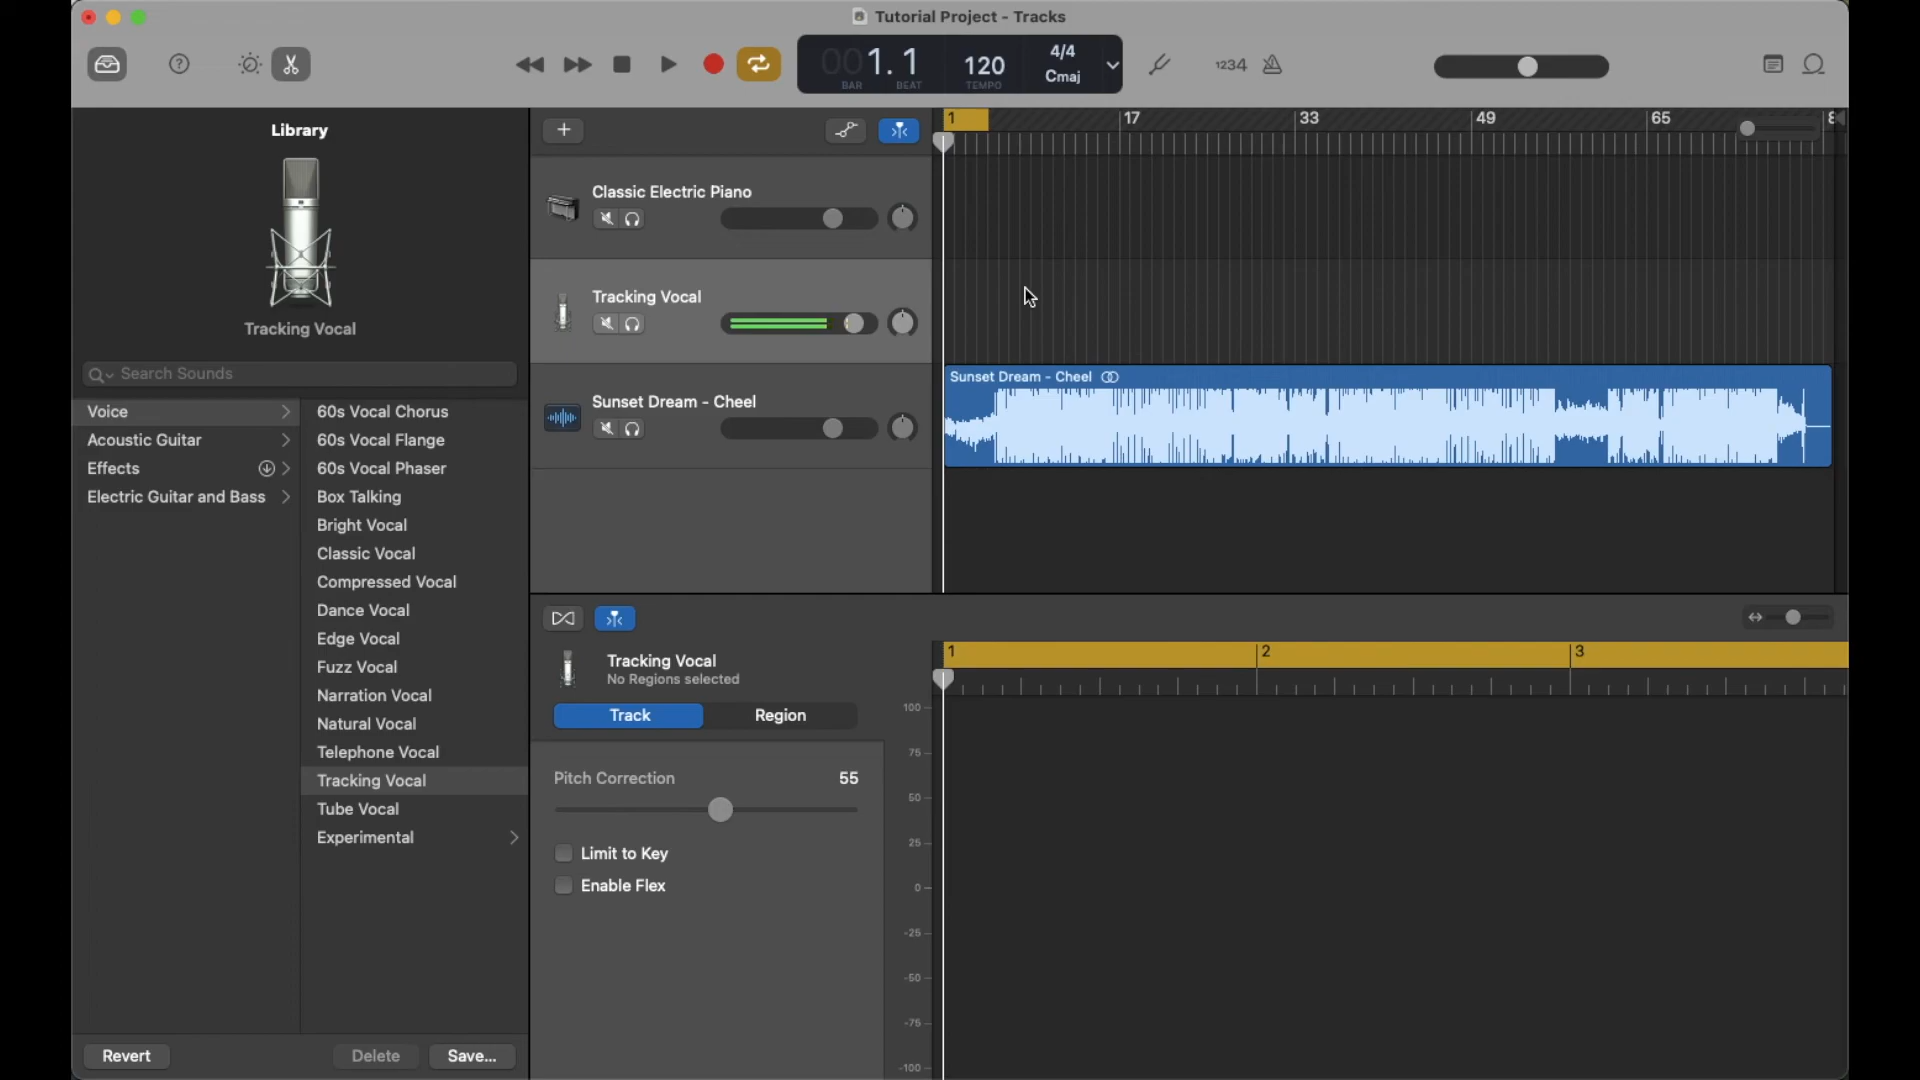 Tutorial Project - Tracks
001.1
BAR BEAT
120
TEMPO
4/4
Cmaj
1234
Library
Tracking Vocal
Search Sounds
Voice
Acoustic Guitar
Effects
Electric Guitar and Bass
60s Vocal Chorus
60s Vocal Flange
60s Vocal Phaser
Box Talking
Bright Vocal
Classic Vocal
Compressed Vocal
Dance Vocal
Edge Vocal
Fuzz Vocal
Narration Vocal
Natural Vocal
Telephone Vocal
Tracking Vocal
Tube Vocal
Experimental
Revert
Delete
Save...
1 17 33 49 65
Classic Electric Piano
Tracking Vocal
Sunset Dream - Cheel
Sunset Dream - Cheel
Tracking Vocal
No Regions selected
Track
Region
Pitch Correction 55
Limit to Key
Enable Flex
1 2 3
100
75
50
25
0
-25
-50
-75
-100